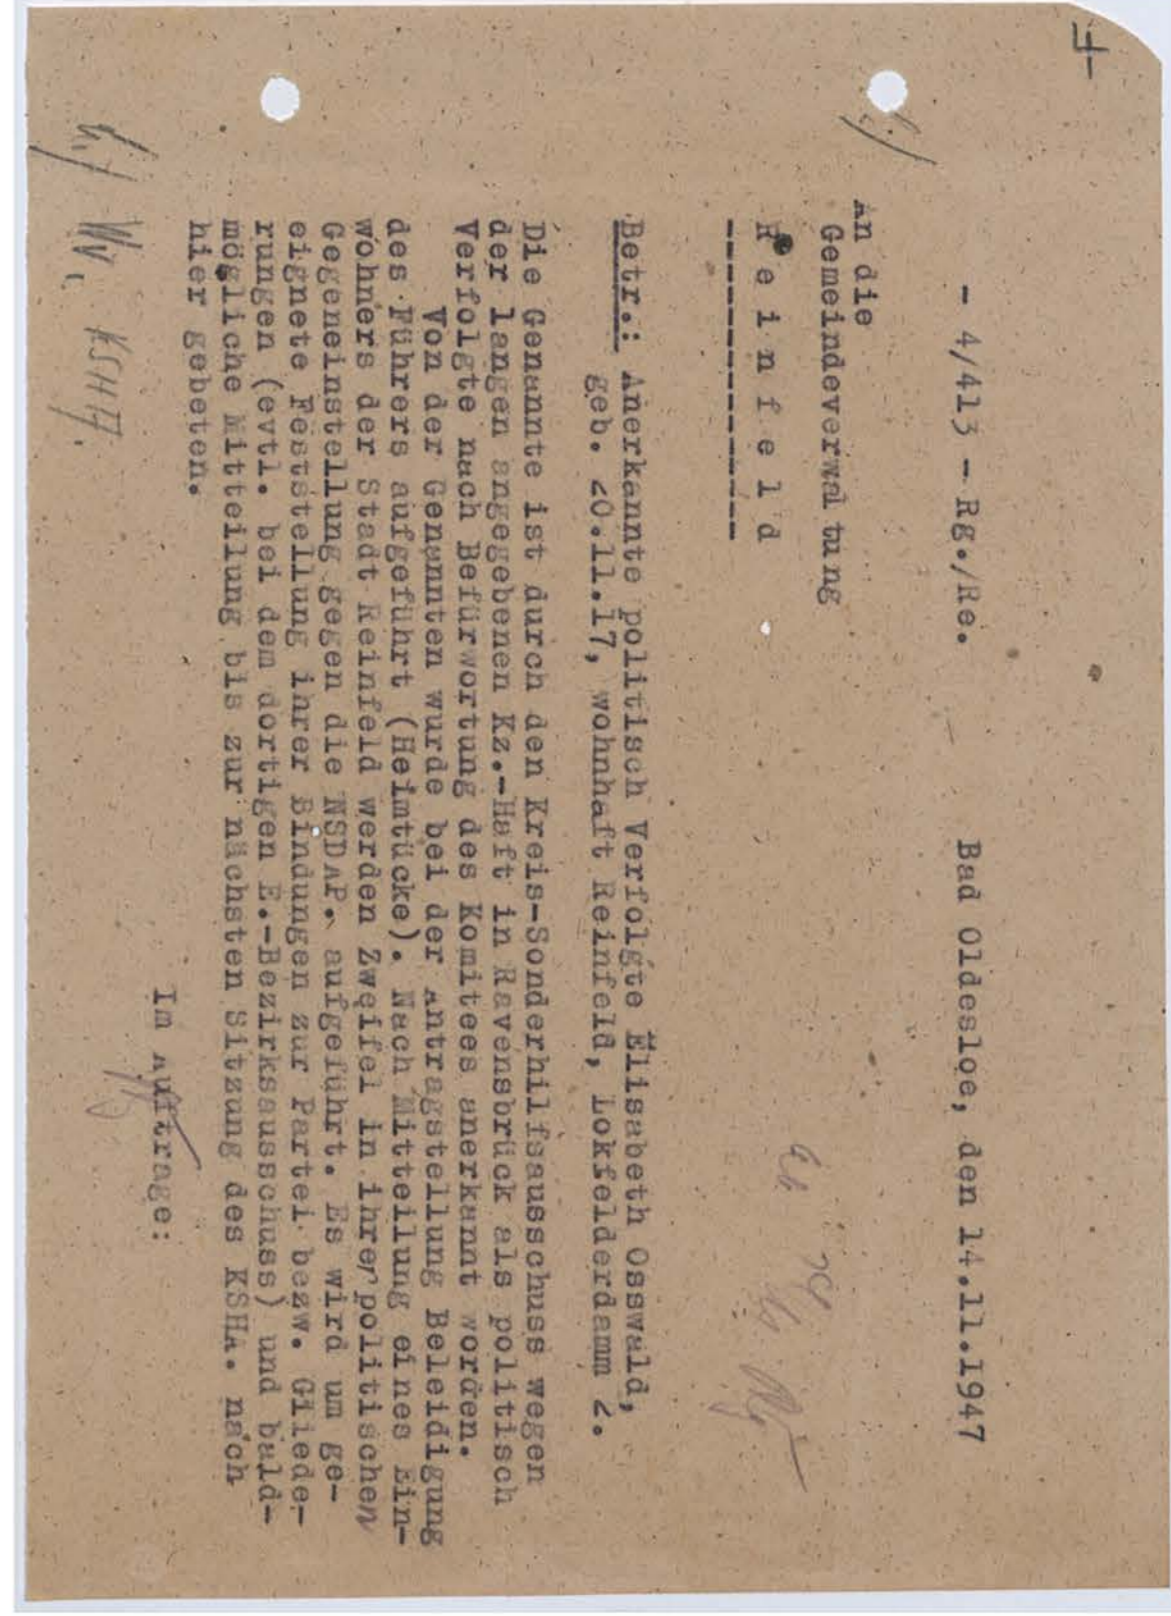 - 4/413 - Rg./Re. Bad Oldesloe, den 14.11.1947
An die
Gemeindeverwaltung
R e i n f e l d
---------------
Betr.: Anerkannte politisch Verfolgte Elisabeth Osswald,
geb. 20.11.17, wohnhaft Reinfeld, Lokfelderdamm 2.
Die Genannte ist durch den Kreis-Sonderhilfsausschuss wegen
der langen angegebenen Kz.-Haft in Ravensbrück als politisch
Verfolgte nach Befürwortung des Komitees anerkannt worden.
Von der Genannten wurde bei der Antragstellung Beleidigung
des Führers aufgeführt (Heimtücke). Nach Mitteilung eines Ein-
wohners der Stadt Reinfeld werden Zweifel in ihrer politischen
Gegeneinstellung gegen die NSDAP. aufgeführt. Es wird um ge-
eignete Feststellung ihrer Bindungen zur Partei bezw. Gliede-
rungen (evtl. bei dem dortigen E.-Bezirksausschuss) und bald-
mögliche Mitteilung bis zur nächsten Sitzung des KSHA. nach
hier gebeten.
Im Auftrage:
KSHA.